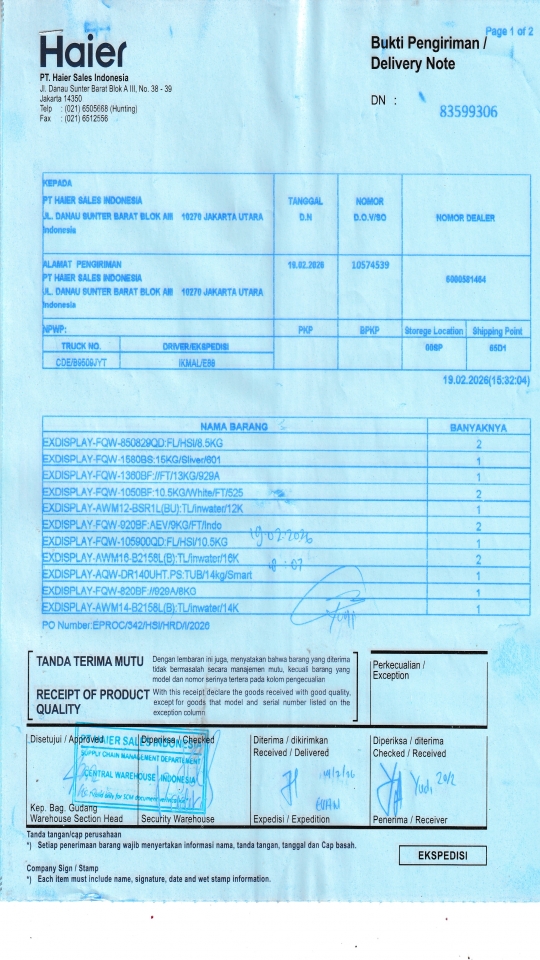 Page 1 of 2
Haier
Bukti Pengiriman /
Delivery Note
PT. Haier Sales Indonesia
Jl. Danau Sunter Barat Blok A III, No. 38 - 39
Jakarta 14350
Telp : (021) 6505668 (Hunting)
Fax : (021) 6512556
DN : 83599306
KEPADA
PT HAIER SALES INDONESIA
JL. DANAU SUNTER BARAT BLOK AIII 10270 JAKARTA UTARA
Indonesia
TANGGAL D.N
NOMOR D.O.V/SO
NOMOR DEALER
ALAMAT PENGIRIMAN
PT HAIER SALES INDONESIA
JL. DANAU SUNTER BARAT BLOK AIII 10270 JAKARTA UTARA
Indonesia
19.02.2026
10574539
NPWP:
PKP
Storege Location
Shipping Point
TRUCK NO.
DRIVER/EKSPEDISI
19.02.2026(15:32:04)
NAMA BARANG BANYAKNYA
EXDISPLAY-FQW-850829QD:FL/HSI/8.5KG 2
EXDISPLAY-FQW-1680BS:15KG/Sliver/601 1
EXDISPLAY-FQW-1360BF://FT/13KG/929A 1
EXDISPLAY-FQW-1050BF:10.5KG/White/FT/525 2
EXDISPLAY-AWM12-BSR1L(BU):TL/inwater/12K 1
EXDISPLAY-FQW-920BF:AEV/9KG/FT/Indo 2
EXDISPLAY-FQW-105900QD:FL/HSI/10.5KG 1
19-02-2026
EXDISPLAY-AWM16-B2158L(B):TL/inwater/16K 2
EXDISPLAY-AQW-DR140UHT.PS:TUB/14kg/Smart 1
EXDISPLAY-FQW-820BF://929A/8KG 1
EXDISPLAY-AWM14-B2158L(B):TL/inwater/14K 1
PO Number:EPROC/342/HSI/HRD/I/2026
TANDA TERIMA MUTU
Dengan lembaran ini juga, menyatakan bahwa barang yang diterima
tidak bermasalah secara manajemen mutu, kecuali barang yang
model dan nomor serinya tertera pada kolom pengecualian
RECEIPT OF PRODUCT
QUALITY
With this receipt declare the goods received with good quality,
except for goods that model and serial number listed on the
exception column
Perkecualian /
Exception
Disetujui / Approved
Diperiksa / Checked
Diterima / dikirimkan
Received / Delivered
Diperiksa / diterima
Checked / Received
PT HAIER SALES INDONESIA
SUPPLY CHAIN MANAGEMENT DEPARTEMENT
CENTRAL WAREHOUSE INDONESIA
Yudi 20/2
Kep. Bag. Gudang
Warehouse Section Head
Security Warehouse
Expedisi / Expedition
Penerima / Receiver
Tanda tangan/cap perusahaan
*) Setiap penerimaan barang wajib menyertakan informasi nama, tanda tangan, tanggal dan Cap basah.
EKSPEDISI
Company Sign / Stamp
*) Each item must include name, signature, date and wet stamp information.